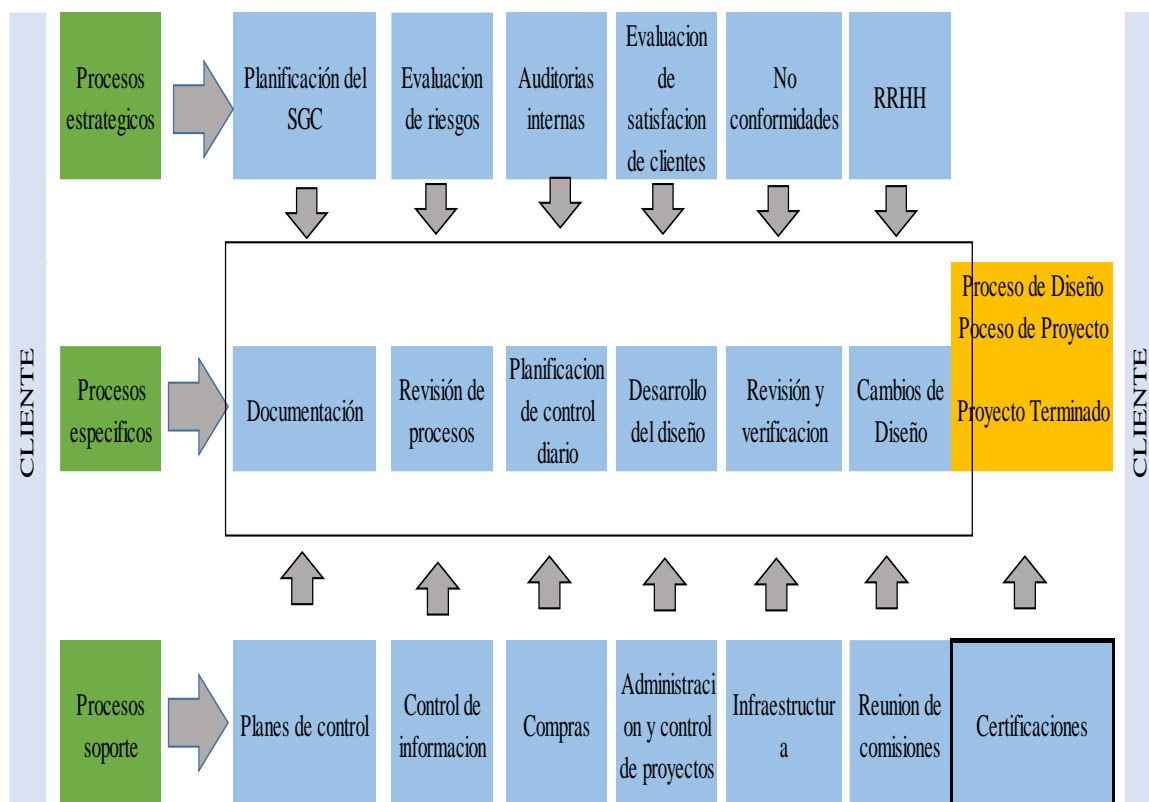 CLIENTE
Procesos
estrategicos
Planificación del
SGC
Evaluacion
de riesgos
Auditorias
internas
Evaluacion
de
satisfacion
de clientes
No
conformidades
RRHH
Procesos
especificos
Documentación
Revisión de
procesos
Planificacion
de control
diario
Desarrollo
del diseño
Revisión y
verificacion
Cambios de
Diseño
Proceso de Diseño
Poceso de Proyecto
Proyecto Terminado
Procesos
soporte
Planes de control
Control de
informacion
Compras
Administraci
on y control
de proyectos
Infraestructur
a
Reunion de
comisiones
Certificaciones
CLIENTE